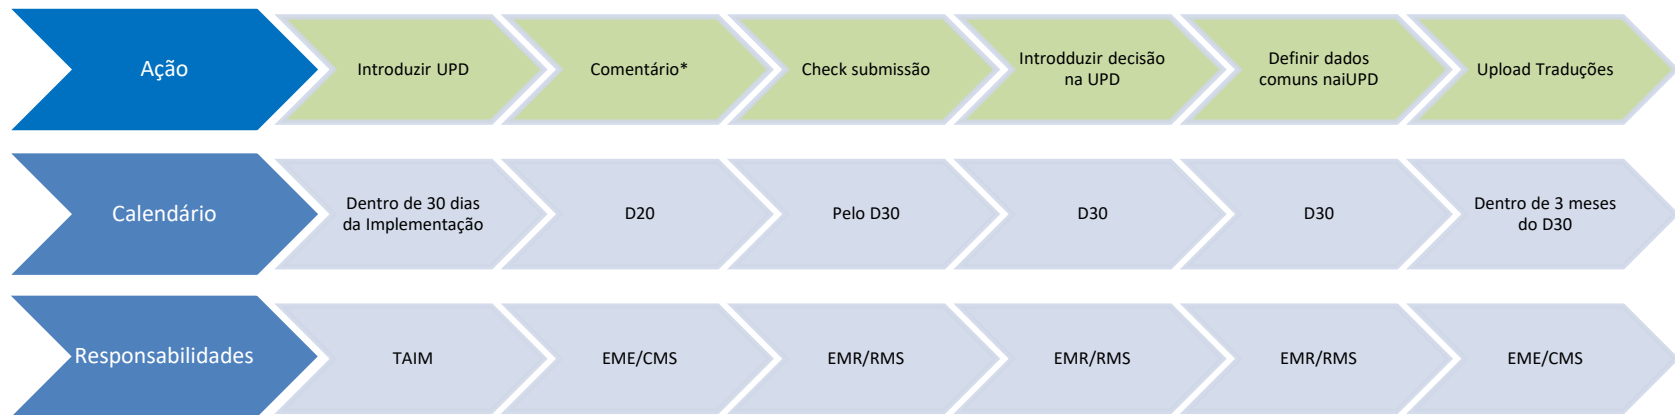 Ação
Introduzir UPD
Comentário*
Check submissão
Introdduzir decisão
na UPD
Definir dados
comuns naiUPD
Upload Traduções
Calendário
Dentro de 30 dias
da Implementação
D20
Pelo D30
D30
D30
Dentro de 3 meses
do D30
Responsabilidades
TAIM
EME/CMS
EMR/RMS
EMR/RMS
EMR/RMS
EME/CMS